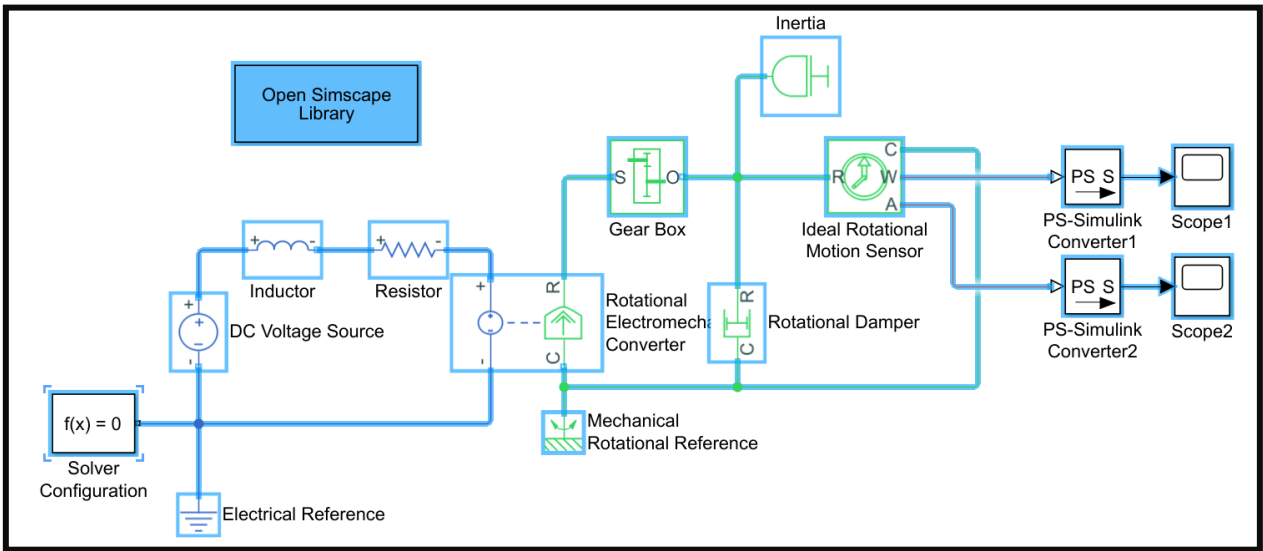 Inertia
Open Simscape
Library
S
O
Gear Box
R
C
W
A
Ideal Rotational
Motion Sensor
PS S
PS-Simulink
Converter1
Scope1
+
-
Inductor
+
-
Resistor
+
+
-
-
DC Voltage Source
+
-
R
C
Rotational
Electromecha
Converter
R
C
Rotational Damper
PS S
PS-Simulink
Converter2
Scope2
f(x) = 0
Solver
Configuration
Mechanical
Rotational Reference
Electrical Reference